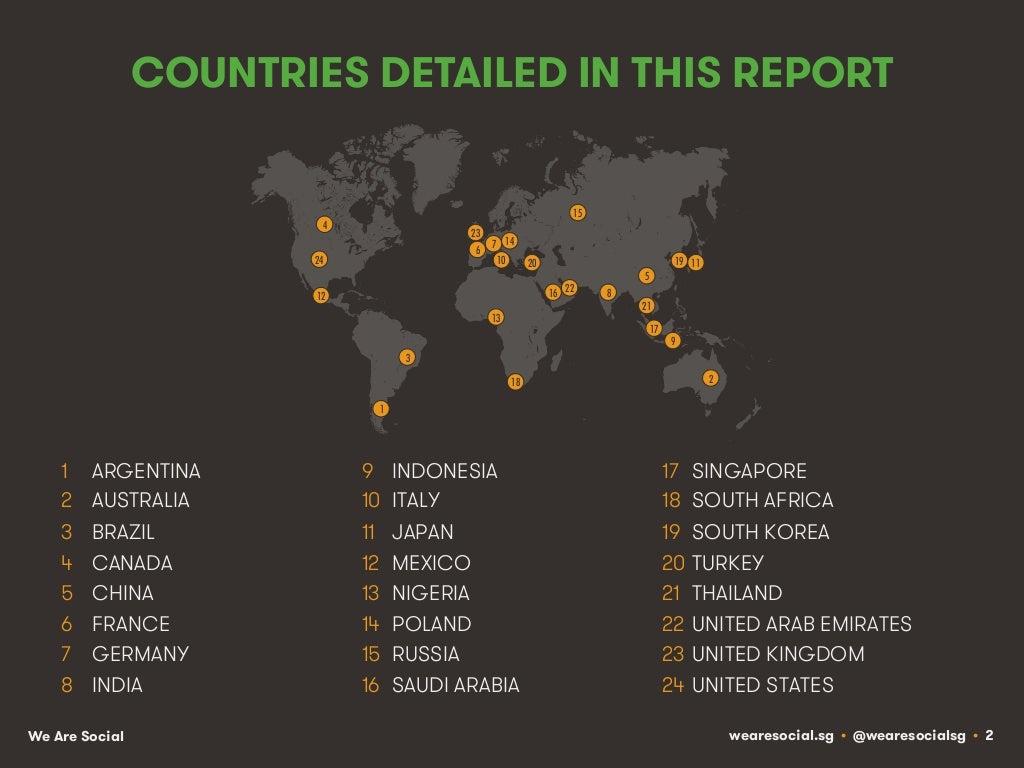 COUNTRIES DETAILED IN THIS REPORT
4
15
23
7
14
6
24
10
20
19
11
5
12
16
22
8
21
13
17
9
3
2
18
1
1 ARGENTINA
2 AUSTRALIA
3 BRAZIL
4 CANADA
5 CHINA
6 FRANCE
7 GERMANY
8 INDIA
9 INDONESIA
10 ITALY
11 JAPAN
12 MEXICO
13 NIGERIA
14 POLAND
15 RUSSIA
16 SAUDI ARABIA
17 SINGAPORE
18 SOUTH AFRICA
19 SOUTH KOREA
20 TURKEY
21 THAILAND
22 UNITED ARAB EMIRATES
23 UNITED KINGDOM
24 UNITED STATES
We Are Social
wearesocial.sg • @wearesocialsg • 2